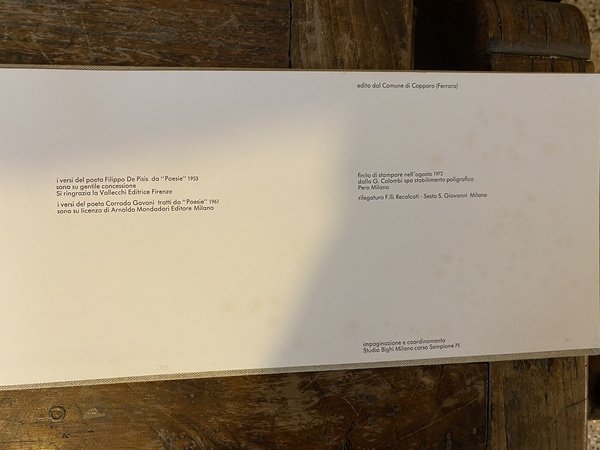 i versi del poeta Filippo De Pisis da "Poesie" 1953
sono su gentile concessione
Si ringrazia la Vallecchi Editrice Firenze
i versi del poeta Corrado Govoni tratti da "Poesie" 1961
sono su licenza di Arnoldo Mondadori Editore Milano
edito dal Comune di Copparo (Ferrara)
finito di stampare nell'agosto 1972
dalla G. Colombi spa stabilimento poligrafico
Pero Milano
rilegatura F.lli Recalcati - Sesto S. Giovanni Milano
impaginazione e coordinamento
Studio Bighi Milano corso Sempione 75